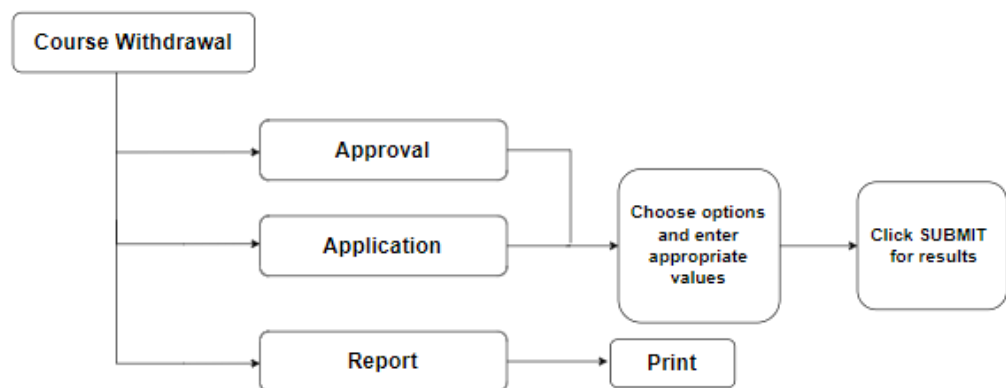 Course Withdrawal
Approval
Application
Choose options
and enter
appropriate
values
Click SUBMIT
for results
Report
Print